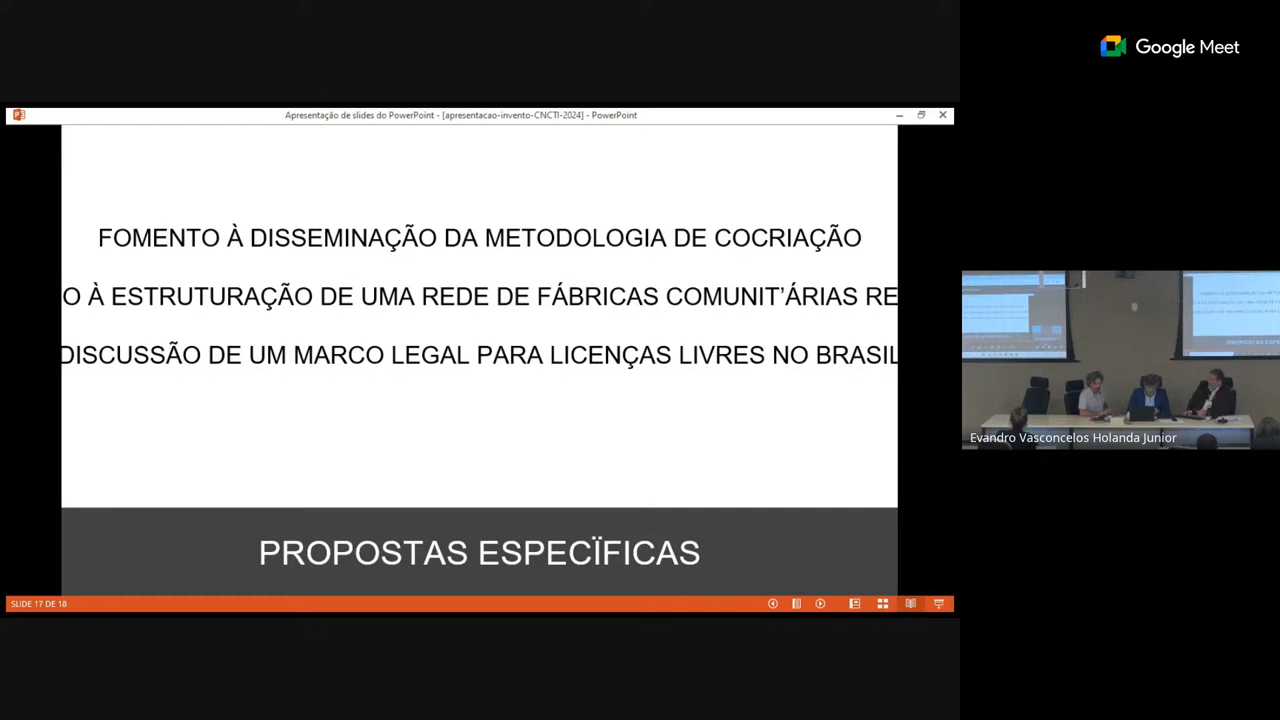 Google Meet
Apresentação de slides do PowerPoint - [apresentacao-invento-CNCTI-2024] - PowerPoint
FOMENTO À DISSEMINAÇÃO DA METODOLOGIA DE COCRIAÇÃO
O À ESTRUTURAÇÃO DE UMA REDE DE FÁBRICAS COMUNIT'ÁRIAS RE
DISCUSSÃO DE UM MARCO LEGAL PARA LICENÇAS LIVRES NO BRASIL
Evandro Vasconcelos Holanda Junior
PROPOSTAS ESPECÏFICAS
SLIDE 17 DE 18